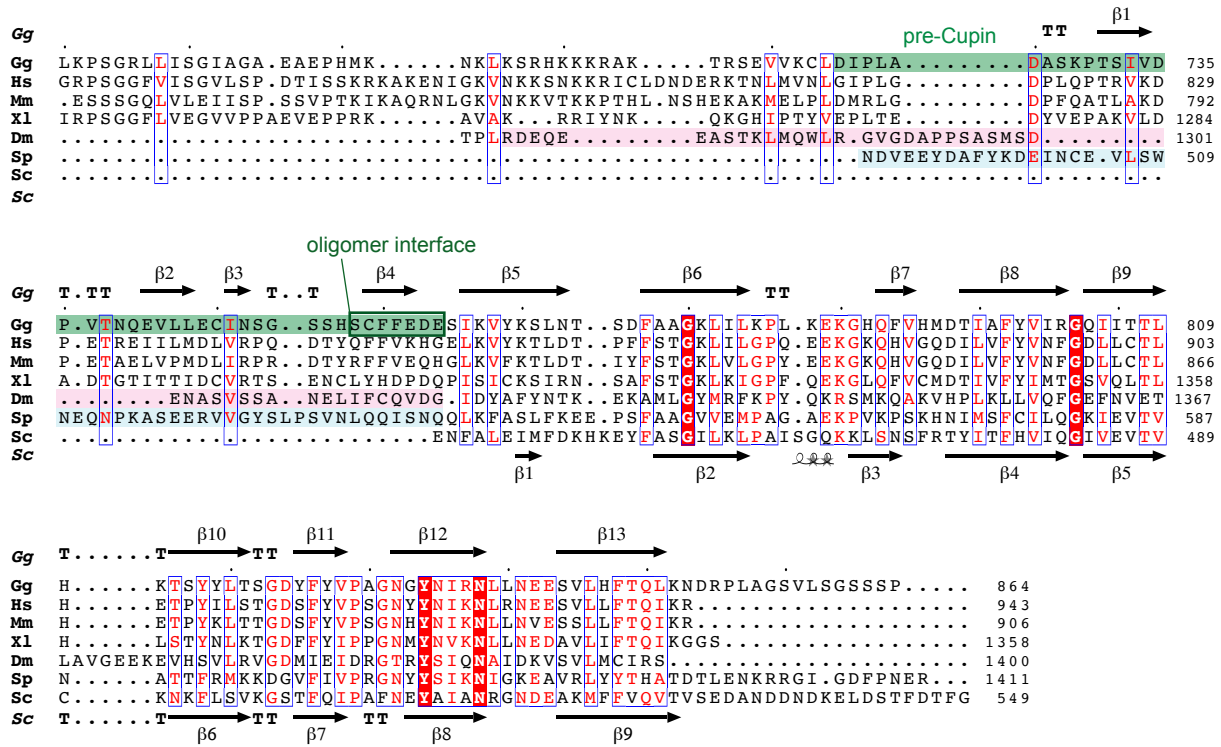 Gg
pre-Cupin
TT β1
Gg LKPSGRLLISGIAGA.EAEPHMK......NKLKSRHKKKRAK.....TRSEVVKCLDIPLA.........DASKPTSIVD 735
Hs GRPSGGFVISGVLSP.DTISSKRKAKENIGKVNKKSNKKRICLDNDERKTNLMVNLGIPLG.........DPLQPTRVKD 829
Mm .ESSSGQLVLEIISP.SSVPTKIKAQRNLGKVNKKVTKKPTHL.NSHEKAKMELPLDMRLG.........DPFQATLAKD 792
Xl IRPSGGFLVEGVVPPAEVEPPRK......AVAK..RRIYNK......QKGHIPTYVEPLTE.........DYVEPAKVLD 1284
Dm .............................TPLRDEQE.........EASTKLMQWLR.GVGDAPPSASMSD......... 1301
Sp ..........................................................NDVEEYDAFYKDEINCE.VLSW 509
Sc ................................................................................
Sc
oligomer interface
Gg T.TT β2 β3 T..T β4 β5 β6 TT β7 β8 β9
Gg P.VTNQEVLLECINSG..SSHSCFFEDESIKVYKSLNT..SDFAAGKLILKPL.KEKGHQFVHMDTIAFYVIRGQIITTL 809
Hs P.ETREIILMDLVRPQ..DTYQFFVKHGELKVYKTLDT..PFFSTGKLILGPQ.EEKGKQHVGQDILVFYVNFGDLLCTL 903
Mm P.ETAELVPMDLIRPR..DTYRFFVEQHGLVFKTLDT..IYFSTGKLVLGPY.EEKGKQHVGQDILVFYVNFGDLLCTL 866
Xl A.DTGTITTIDCVRTS..ENCLYHDPDQPISICKSIRN..SAFSTGKLKIGPF.QEKGLQFVCMDTIVFYIMTGSVQLTL 1358
Dm ........ENASVSSA..NELIFCQVDG.IDYAFYNTK..EKAMLGYMRFKPY.QKRSMKQAKVHPLKLLVQFGEFNVET 1367
Sp NEQNPKASEERVVGYSLPSVNLQQISNQQLKFASLFKEE.PSFAAGVVEMPAG.AEKPVKPSKHNIMSFCILQGKIEVTV 587
Sc ...........................ENFALEIMFDKHKEYFASGILKLPAISGQKKLSNSFRTYITFHVIQGIVEVTV 489
Sc β1 β2 β3 β4 β5
Gg T......T β10 TT β11 β12 β13
Gg H......KTSYYLTSGDYFYVPAGNGYNIRNLLNEESVLHFTQLKNDRPLAGSVLSGSSSP..... 864
Hs H......ETPYILSTGDSFYVPSGNYYNIKNLRNEESVLLFTQIKR.................... 943
Mm H......ETPYKLTTGDSFYVPSGNHYNIKNLLNVESSLLFTQIKR.................... 906
Xl H......LSTYNLKTGDFFYIPPGNMYNVKNLLNEDAVLIFTQIKGGS.................. 1358
Dm LAVGEEKEVHSVLRVGDMIEIDRGTRYSIQNAIDKVSVLMCIRS...................... 1400
Sp N......ATTFRMKKDGVFIVPRGNYYSIKNIGKEAVRLYTHATDTLENKRRGI.GDFPNER... 1411
Sc C......KNKFLSVKGSTFQIPAFNEYAIANRGNDEAKMFFVQVTVSEDANDDNDKELDSTFDTFG 549
Sc T......T β6 TT β7 TT β8 β9